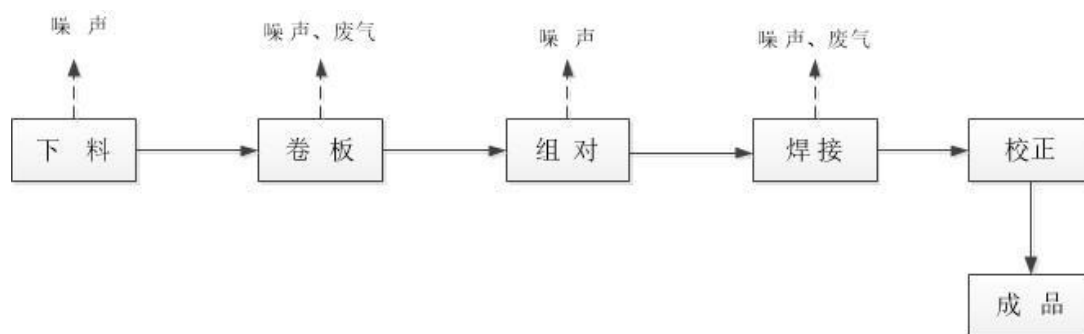 噪 声
噪声、废气
噪 声
噪声、废气
下 料
卷 板
组 对
焊 接
校正
成 品